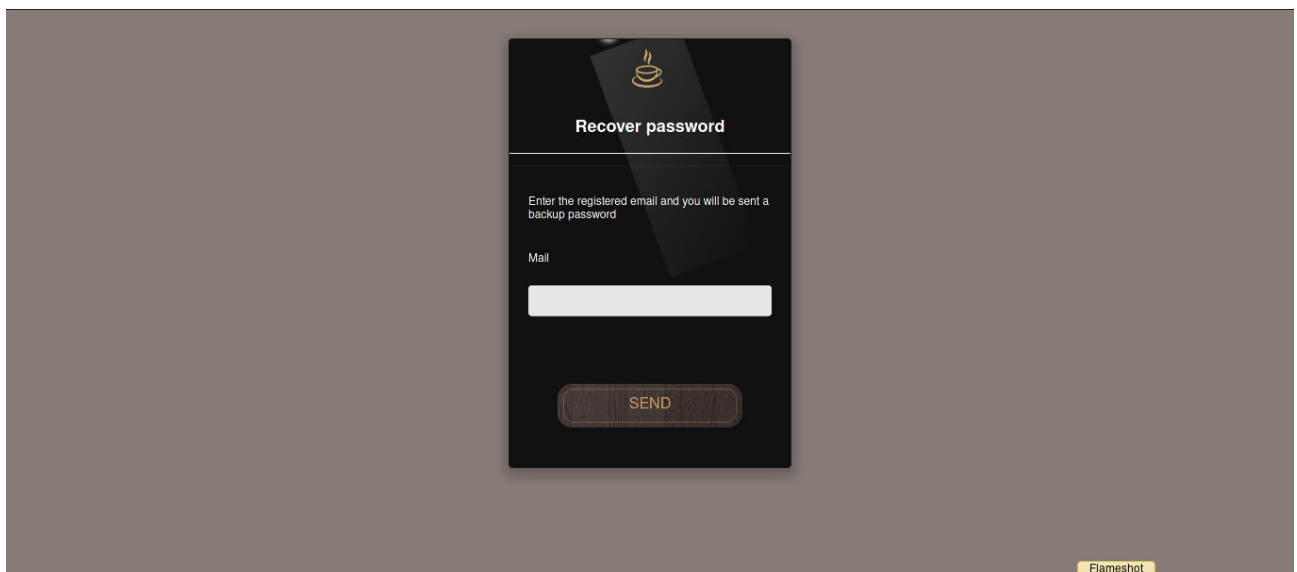 Recover password
Enter the registered email and you will be sent a
backup password
Mail
SEND
Flameshot